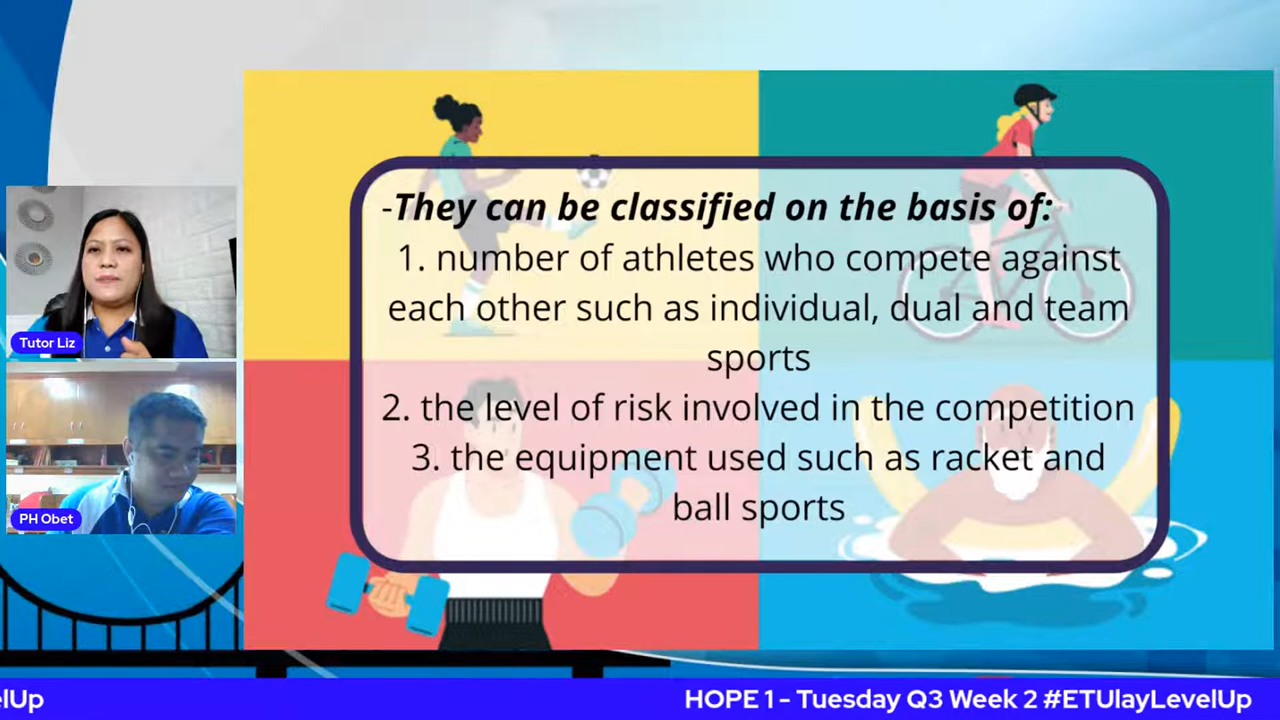 -They can be classified on the basis of:
1. number of athletes who compete against
each other such as individual, dual and team
sports
2. the level of risk involved in the competition
3. the equipment used such as racket and
ball sports
Tutor Liz
PH Obet
elUp
HOPE 1- Tuesday Q3 Week 2 #ETUlayLevelUp